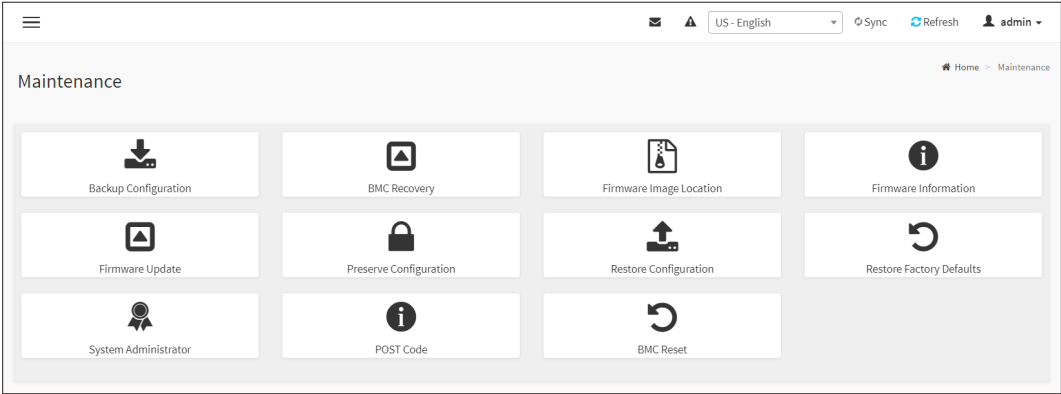 US - English Sync Refresh admin
Maintenance
Home > Maintenance
Backup Configuration BMC Recovery Firmware Image Location Firmware Information
Firmware Update Preserve Configuration Restore Configuration Restore Factory Defaults
System Administrator POST Code BMC Reset